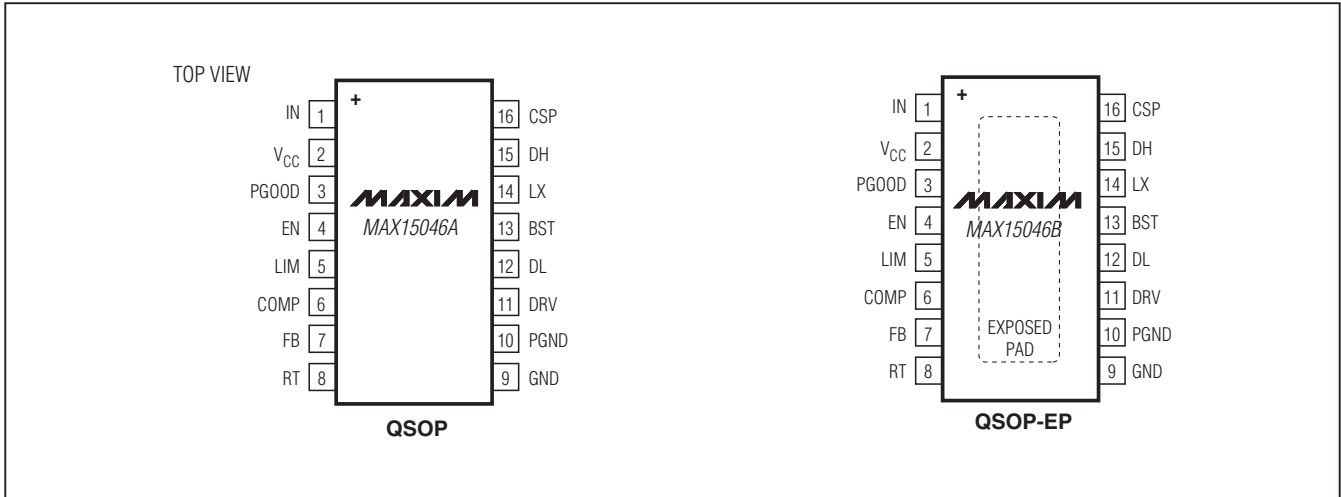 TOP VIEW
+
IN 1
16 CSP
VCC 2
15 DH
PGOOD 3
14 LX
MAXIM
EN 4
MAX15046A
13 BST
LIM 5
12 DL
COMP 6
11 DRV
FB 7
10 PGND
RT 8
9 GND
QSOP
+
IN 1
16 CSP
VCC 2
15 DH
PGOOD 3
14 LX
MAXIM
EN 4
MAX15046B
13 BST
LIM 5
12 DL
COMP 6
11 DRV
FB 7
EXPOSED
PAD
10 PGND
RT 8
9 GND
QSOP-EP